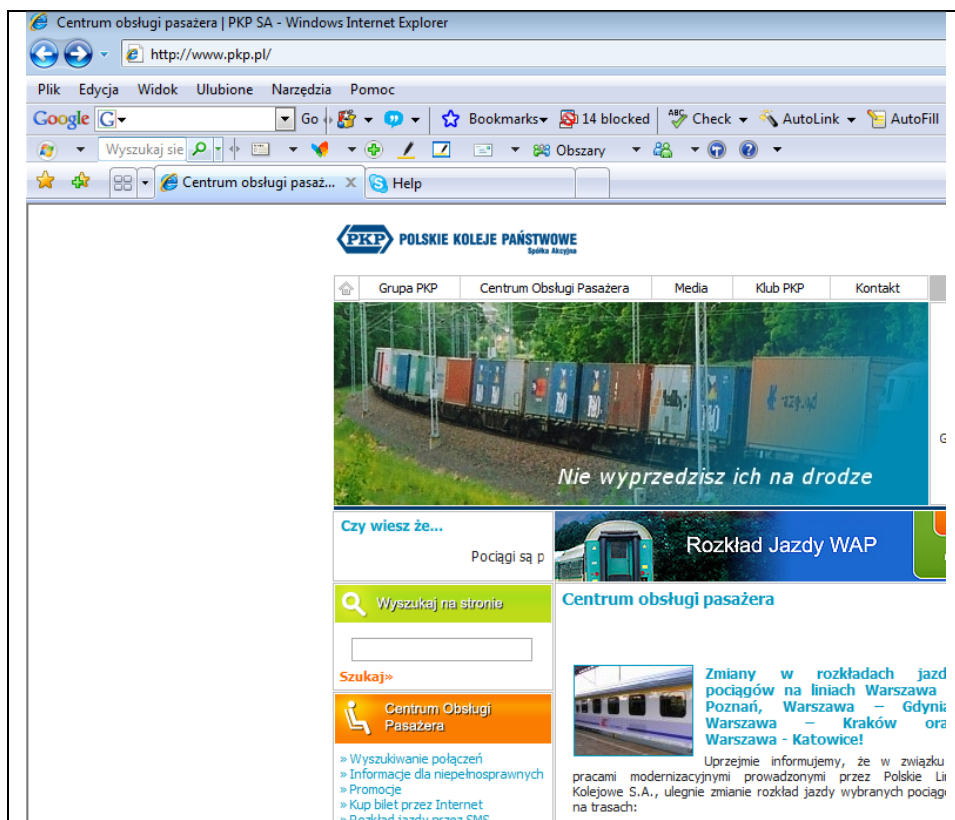 Centrum obsługi pasażera | PKP SA - Windows Internet Explorer
http://www.pkp.pl/
Plik Edycja Widok Ulubione Narzędzia Pomoc
Google G Go Bookmarks 14 blocked ABC Check AutoLink AutoFill
Wyszukaj sie Obszary
Centrum obsługi pasaż... X Help
PKP POLSKIE KOLEJE PAŃSTWOWE
Spółka Akcyjna
Grupa PKP Centrum Obsługi Pasażera Media Klub PKP Kontakt
Nie wyprzedzisz ich na drodze
Czy wiesz że...
Pociągi są p
Rozkład Jazdy WAP
Wyszukaj na stronie
Szukaj»
Centrum Obsługi
Pasażera
» Wyszukiwanie połączeń
» Informacje dla niepełnosprawnych
» Promocje
» Kup bilet przez Internet
» Rozkład jazdy przez SMS
Centrum obsługi pasażera
Zmiany w rozkładach jazd
pociągów na liniach Warszawa
Poznań, Warszawa – Gdynia
Warszawa – Kraków ora
Warszawa - Katowice!
Uprzejmie informujemy, że w związku
pracami modernizacyjnymi prowadzonymi przez Polskie Lin
Kolejowe S.A., ulegnie zmianie rozkład jazdy wybranych pociągó
na trasach: